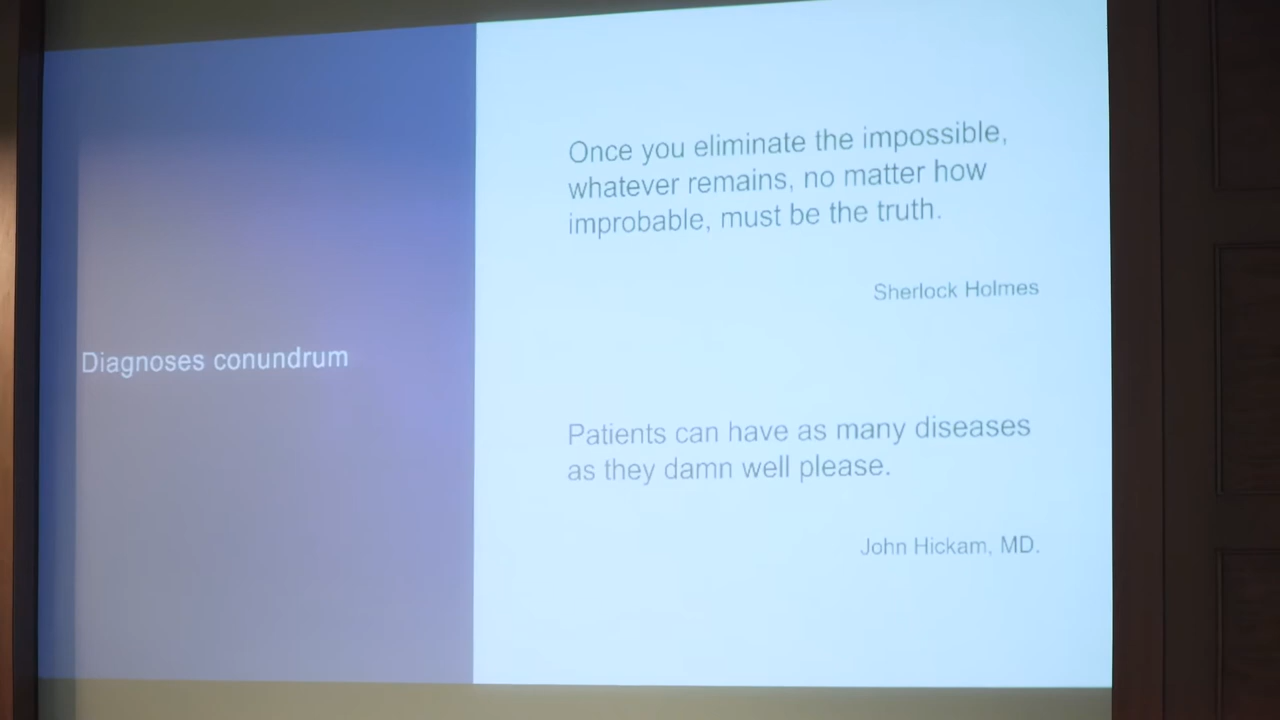 Diagnoses conundrum
Once you eliminate the impossible,
whatever remains, no matter how
improbable, must be the truth.
Sherlock Holmes
Patients can have as many diseases
as they damn well please.
John Hickam, MD.